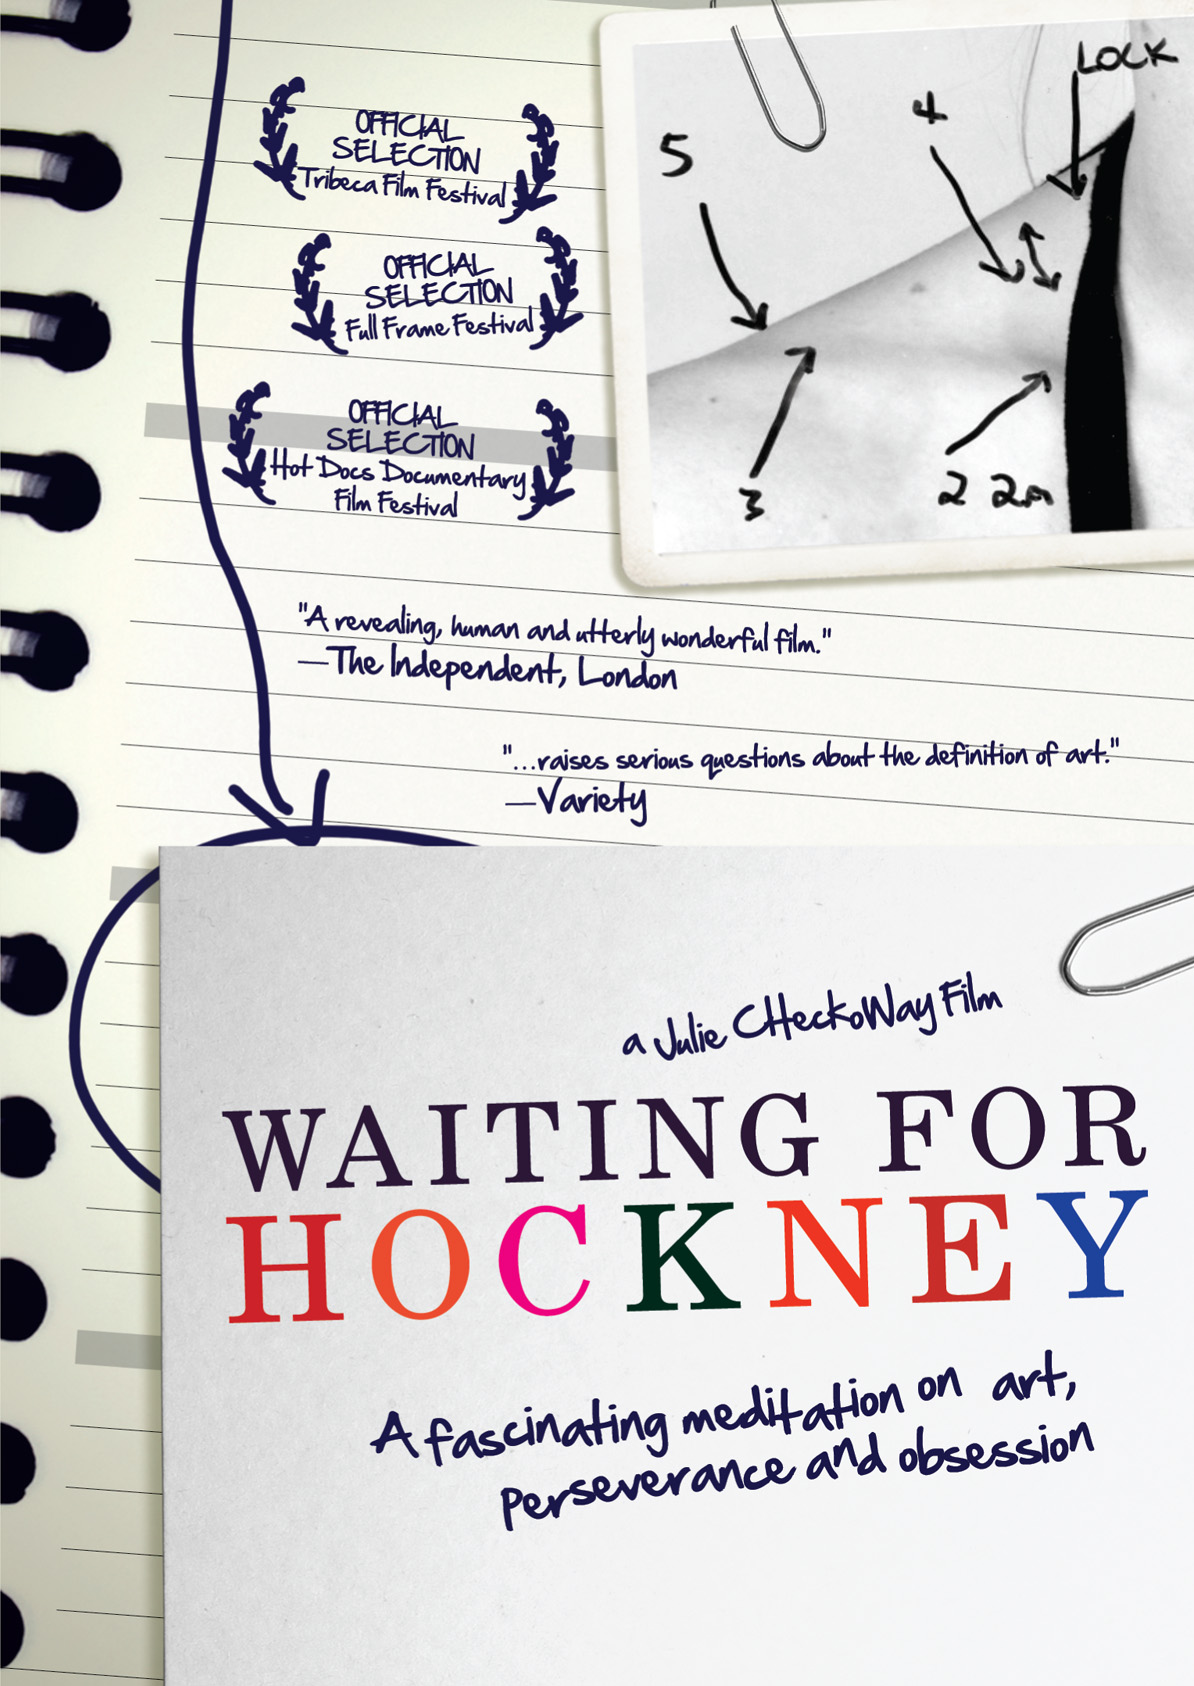 OFFICIAL
SELECTION
Tribeca Film Festival
OFFICIAL
SELECTION
Full Frame Festival
OFFICIAL
SELECTION
Hot Docs Documentary
Film Festival
LOCK
4
5
3
2 2m
"A revealing, human and utterly wonderful film."
—The Independent, London
"...raises serious questions about the definition of art."
—Variety
a Julie CHeckoWay Film
WAITING FOR
HOCKNEY
A fascinating meditation on art,
perseverance and obsession